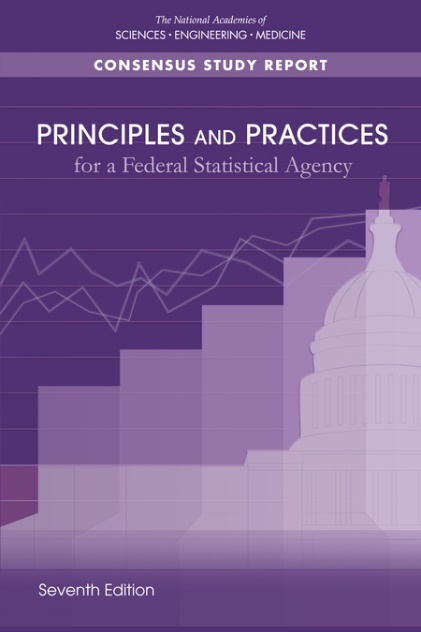 The National Academies of
SCIENCES • ENGINEERING • MEDICINE
CONSENSUS STUDY REPORT
PRINCIPLES AND PRACTICES
for a Federal Statistical Agency
Seventh Edition